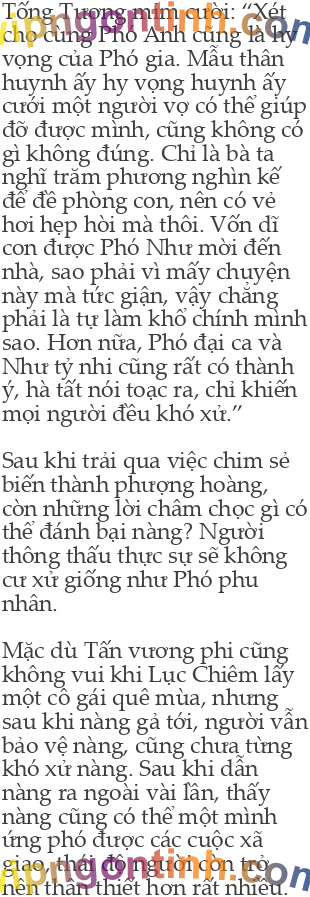 Tống Tương mỉm cười: “Xét
cho cùng Phó Anh cũng là hy
vọng của Phó gia. Mẫu thân
huynh ấy hy vọng huynh ấy
cưới một người vợ có thể giúp
đỡ được mình, cũng không có
gì không đúng. Chỉ là bà ta
nghĩ trăm phương nghìn kế
để đề phòng con, nên có vẻ
hơi hẹp hòi mà thôi. Vốn dĩ
con được Phó Như mời đến
nhà, sao phải vì mấy chuyện
này mà tức giận, vậy chẳng
phải là tự làm khổ chính mình
sao. Hơn nữa, Phó đại ca và
Như tỷ nhi cũng rất có thành
ý, hà tất nói toạc ra, chỉ khiến
mọi người đều khó xử.”
Sau khi trải qua việc chim sẻ
biến thành phượng hoàng,
còn những lời châm chọc gì có
thể đánh bại nàng? Người
thông thấu thực sự sẽ không
cư xử giống như Phó phu
nhân.
Mặc dù Tấn vương phi cũng
không vui khi Lục Chiêm lấy
một cô gái quê mùa, nhưng
sau khi nàng gả tới, người vẫn
bảo vệ nàng, cũng chưa từng
khó xử nàng. Sau khi dẫn
nàng ra ngoài vài lần, thấy
nàng cũng có thể một mình
ứng phó được các cuộc xã
giao, thái độ người còn trở
nên thân thiết hơn rất nhiều.